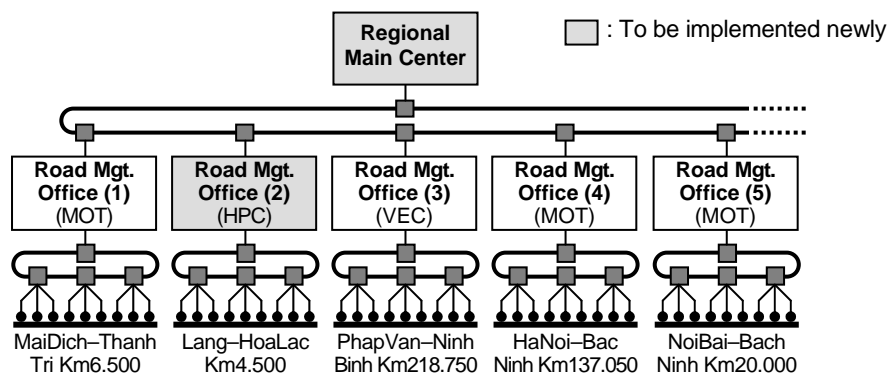 Regional
Main Center
: To be implemented newly
Road Mgt.
Office (1)
(MOT)
Road Mgt.
Office (2)
(HPC)
Road Mgt.
Office (3)
(VEC)
Road Mgt.
Office (4)
(MOT)
Road Mgt.
Office (5)
(MOT)
MaiDich–Thanh
Tri Km6.500
Lang–HoaLac
Km4.500
PhapVan–Ninh
Binh Km218.750
HaNoi–Bac
Ninh Km137.050
NoiBai–Bach
Ninh Km20.000